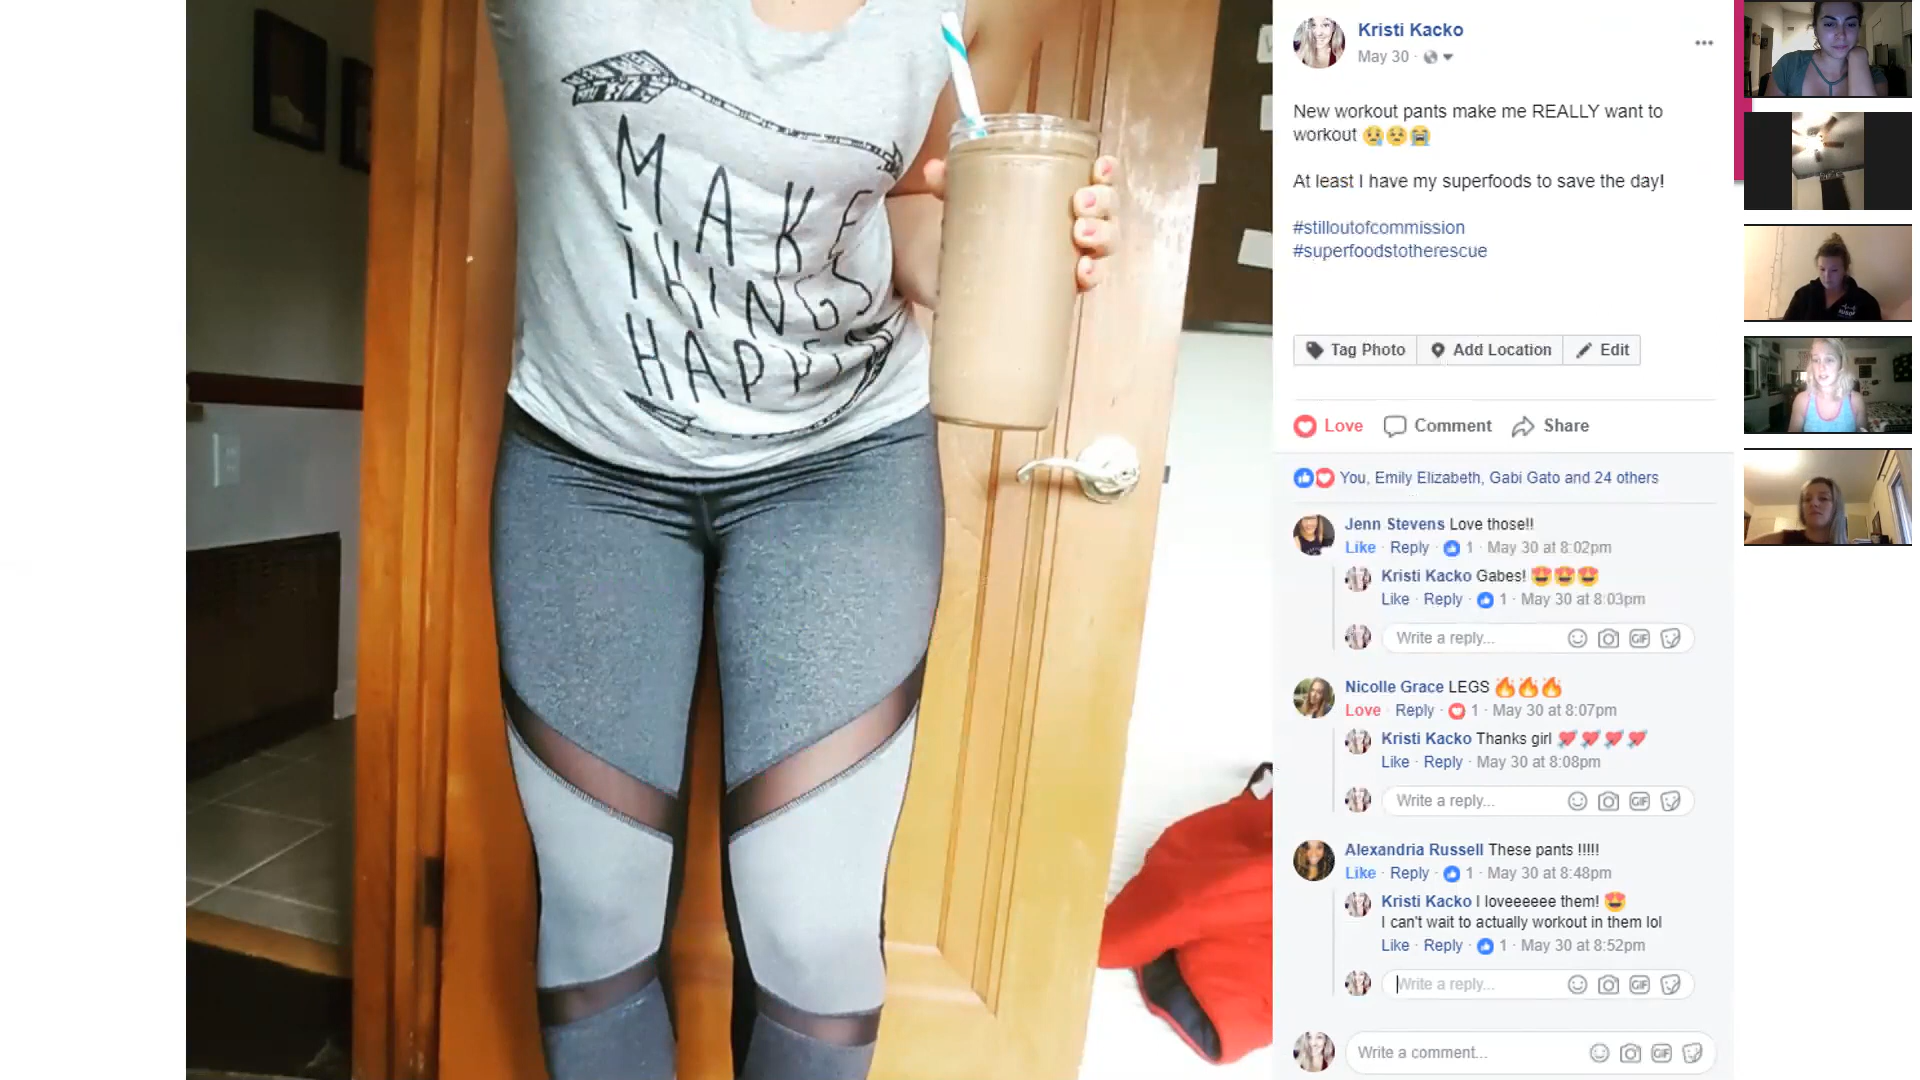 MAKE
THINGS
HAPPEN
Kristi Kacko
May 30
New workout pants make me REALLY want to
workout 😢🥺😭
At least I have my superfoods to save the day!
#stilloutofcommission
#superfoodstotherescue
Tag Photo Add Location Edit
Love Comment Share
You, Emily Elizabeth, Gabi Gato and 24 others
Jenn Stevens Love those!!
Like · Reply · 1 · May 30 at 8:02pm
Kristi Kacko Gabes! 😍😍😍
Like · Reply · 1 · May 30 at 8:03pm
Write a reply...
Nicolle Grace LEGS 🔥🔥🔥
Love · Reply · 1 · May 30 at 8:07pm
Kristi Kacko Thanks girl 💘💘💘💘
Like · Reply · May 30 at 8:08pm
Write a reply...
Alexandria Russell These pants !!!!!
Like · Reply · 1 · May 30 at 8:48pm
Kristi Kacko I loveeeeee them! 😍
I can't wait to actually workout in them lol
Like · Reply · 1 · May 30 at 8:52pm
Write a reply...
Write a comment...